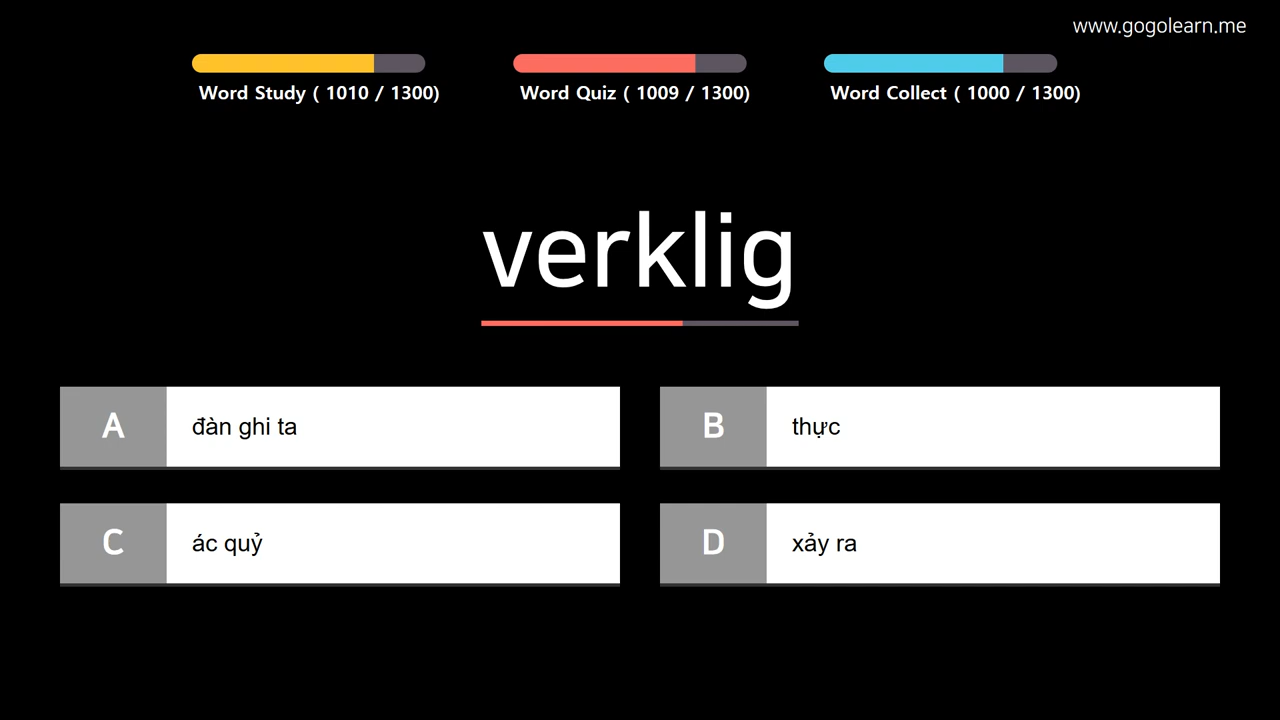 www.gogolearn.me
Word Study ( 1010 / 1300)
Word Quiz ( 1009 / 1300)
Word Collect ( 1000 / 1300)
verklig
A đàn ghi ta
B thực
C ác quỷ
D xảy ra